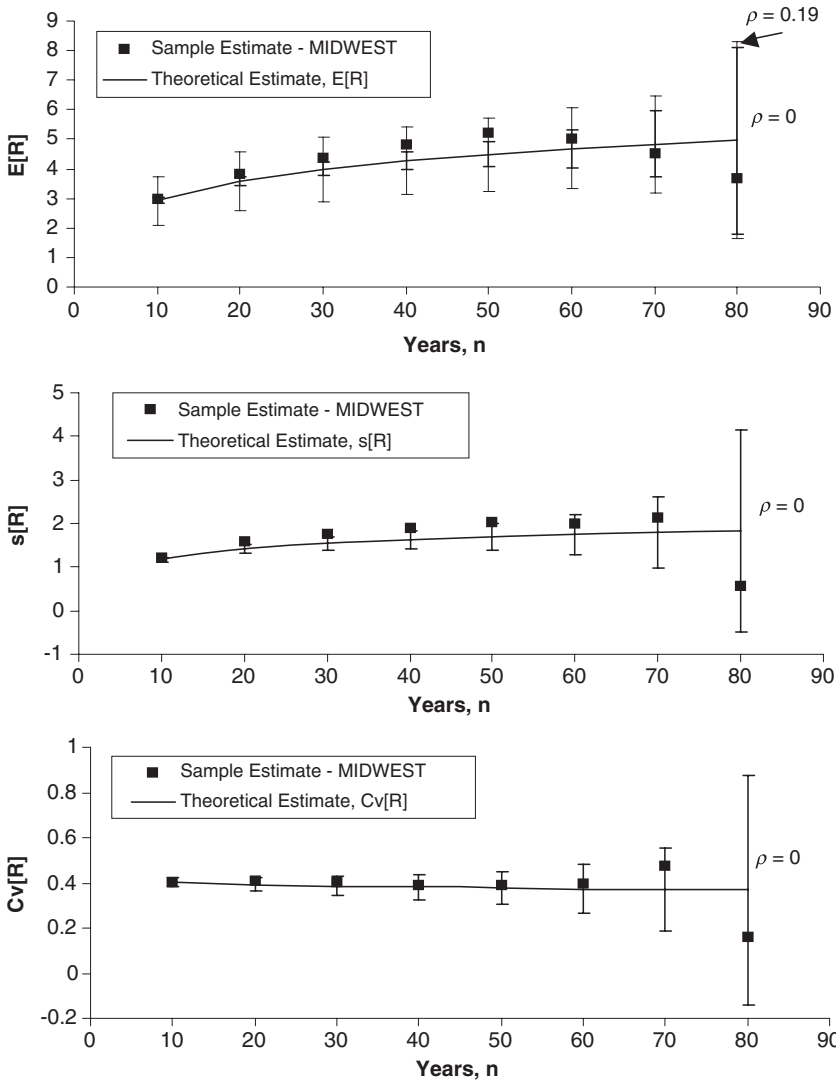 9
8
7
6
5
4
3
2
1
0
E[R]
Sample Estimate - MIDWEST
Theoretical Estimate, E[R]
ρ = 0.19
ρ = 0
0 10 20 30 40 50 60 70 80 90
Years, n
5
4
3
2
1
0
-1
s[R]
Sample Estimate - MIDWEST
Theoretical Estimate, s[R]
ρ = 0
0 10 20 30 40 50 60 70 80 90
Years, n
1
0.8
0.6
0.4
0.2
0
-0.2
Cv[R]
Sample Estimate - MIDWEST
Theoretical Estimate, Cv[R]
ρ = 0
0 10 20 30 40 50 60 70 80 90
Years, n